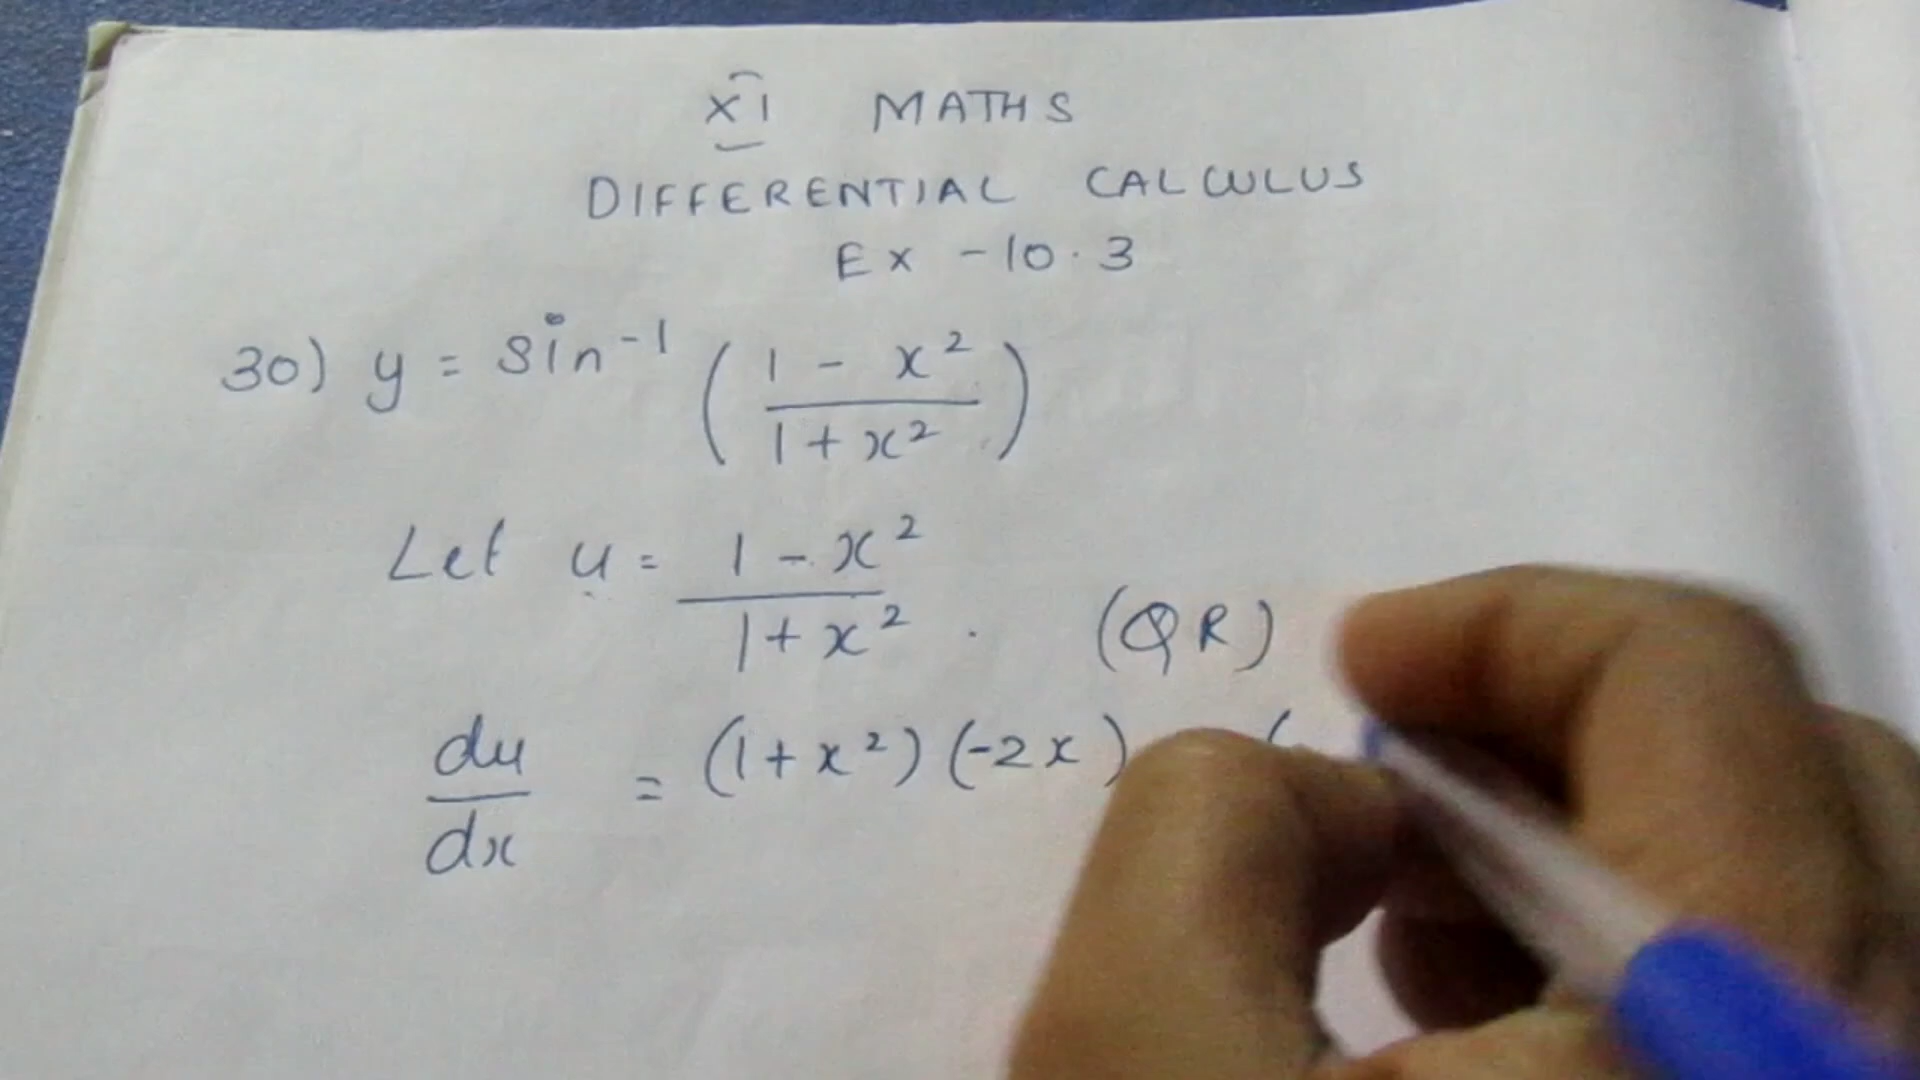 XI MATHS
DIFFERENTIAL CALCULUS
EX - 10.3
30) y = sin⁻¹ ( (1 - x²) / (1 + x²) )
Let u = (1 - x²) / (1 + x²) . (QR)
du/dx = (1 + x²) (-2x) (